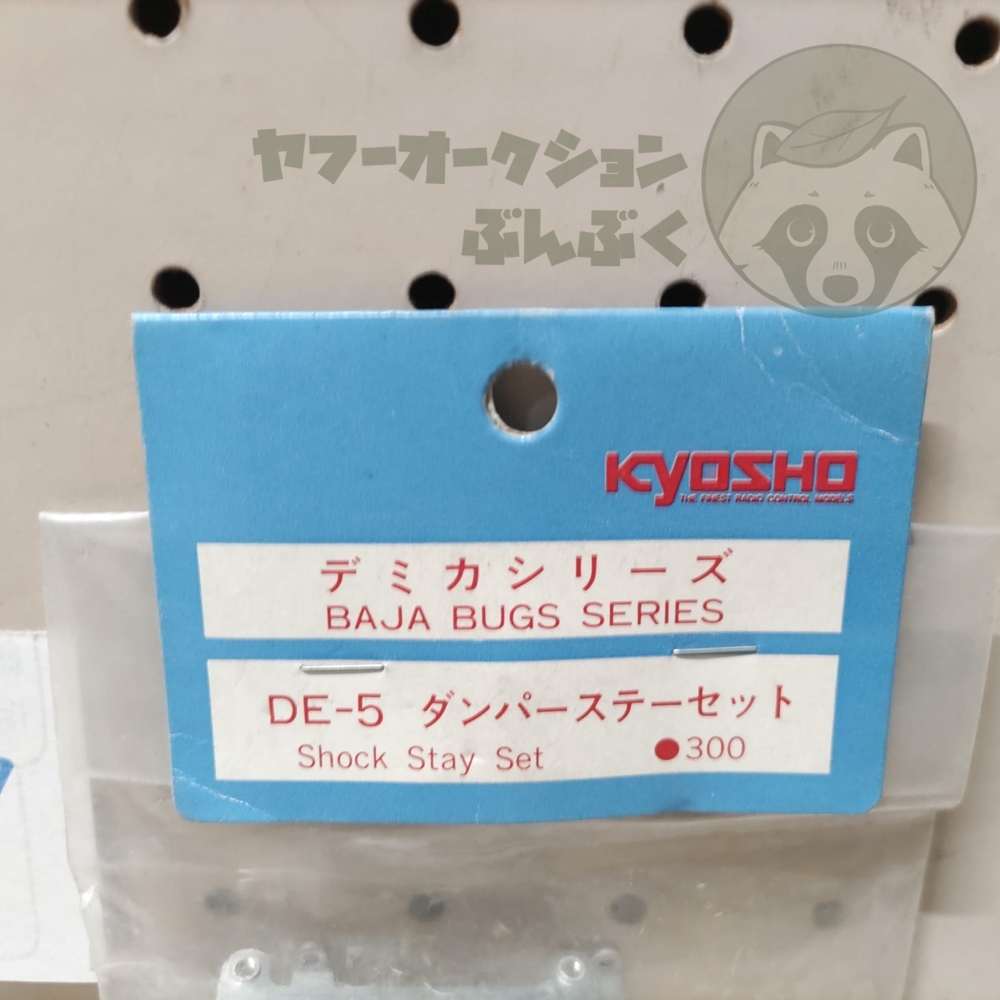 ヤフーオークション
ぶんぶく
KYOSHO
THE FINEST RADIO CONTROL MODELS
デミカシリーズ
BAJA BUGS SERIES
DE-5 ダンパーステーセット
Shock Stay Set ●300